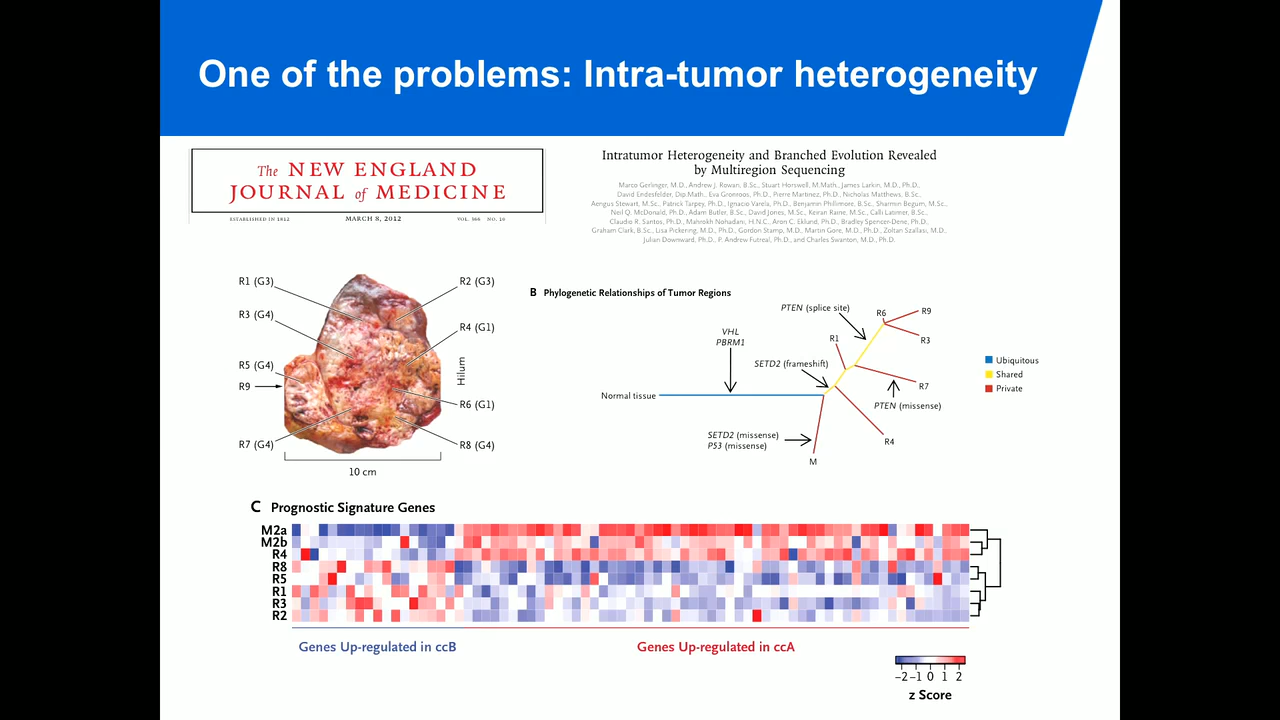 One of the problems: Intra-tumor heterogeneity
The NEW ENGLAND
JOURNAL of MEDICINE
ESTABLISHED IN 1812
MARCH 8, 2012
VOL. 366 NO. 10
Intratumor Heterogeneity and Branched Evolution Revealed
by Multiregion Sequencing
Marco Gerlinger, M.D., Andrew J. Rowan, B.Sc., Stuart Horswell, M.Math., James Larkin, M.D., Ph.D.,
David Endesfelder, Dip.Math., Eva Gronroos, Ph.D., Pierre Martinez, Ph.D., Nicholas Matthews, B.Sc.,
Aengus Stewart, M.Sc., Patrick Tarpey, Ph.D., Ignacio Varela, Ph.D., Benjamin Phillimore, B.Sc., Sharmin Begum, M.Sc.,
Neil Q. McDonald, Ph.D., Adam Butler, B.Sc., David Jones, M.Sc., Keiran Raine, M.Sc., Calli Latimer, B.Sc.,
Claudio R. Santos, Ph.D., Mahrokh Nohadani, H.N.C., Aron C. Eklund, Ph.D., Bradley Spencer-Dene, Ph.D.,
Graham Clark, B.Sc., Lisa Pickering, M.D., Ph.D., Gordon Stamp, M.D., Martin Gore, M.D., Ph.D., Zoltan Szallasi, M.D.,
Julian Downward, Ph.D., P. Andrew Futreal, Ph.D., and Charles Swanton, M.D., Ph.D.
R1 (G3)
R2 (G3)
R3 (G4)
R4 (G1)
R5 (G4)
R9
Hilum
R6 (G1)
R7 (G4)
R8 (G4)
10 cm
B Phylogenetic Relationships of Tumor Regions
PTEN (splice site)
R6
R9
VHL
PBRM1
R1
R3
SETD2 (frameshift)
R7
Normal tissue
PTEN (missense)
SETD2 (missense)
P53 (missense)
R4
M
Ubiquitous
Shared
Private
C Prognostic Signature Genes
M2a
M2b
R4
R8
R5
R1
R3
R2
Genes Up-regulated in ccB
Genes Up-regulated in ccA
−2 −1 0 1 2
z Score